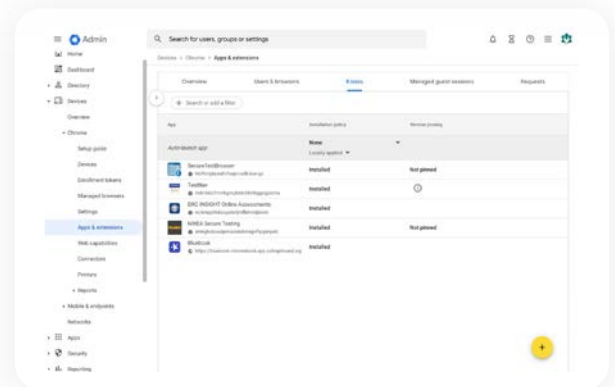 Admin
Search for users, groups or settings
Home
Dashboard
Directory
Devices
Overview
Chrome
Setup guide
Devices
Enrollment tokens
Managed browsers
Settings
Apps & extensions
Web capabilities
Connectors
Printers
Reports
Mobile & endpoints
Networks
Apps
Security
Reporting
Devices > Chrome > Apps & extensions
Overview Users & browsers Kiosks Managed guest sessions Requests
Search or add a filter
App Installation policy Version pinning
Auto-launch app None
Locally applied
SecureTestBrowser Installed Not pinned
TestNav Installed
DRC INSIGHT Online Assessments Installed
NWEA Secure Testing Installed Not pinned
Bluebook Installed